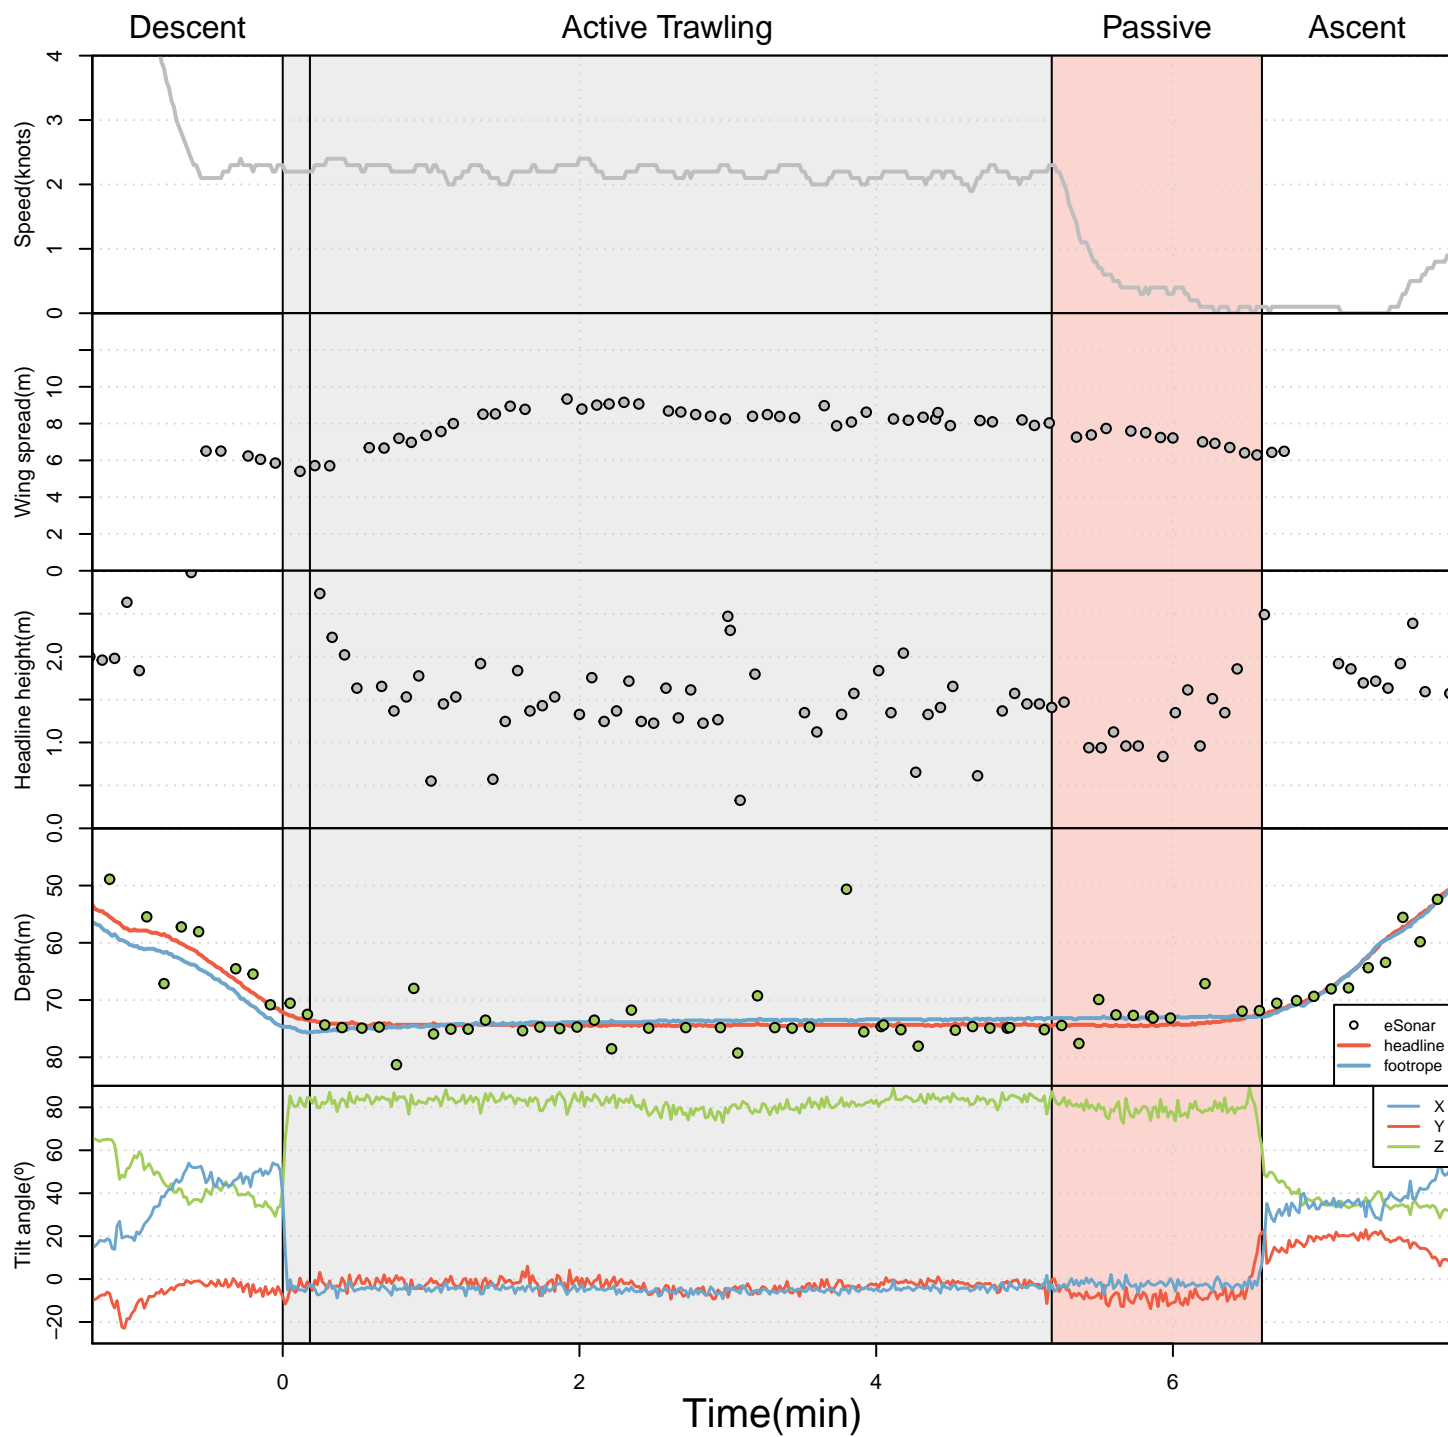 Descent Active Trawling Passive Ascent
Speed(knots)
4
3
2
1
0
Wing spread(m)
10
8
6
4
2
0
Headline height(m)
2.0
1.0
0.0
Depth(m)
50
60
70
80
eSonar
headline
footrope
Tilt angle(º)
80
60
40
20
0
−20
X
Y
Z
0 2 4 6
Time(min)